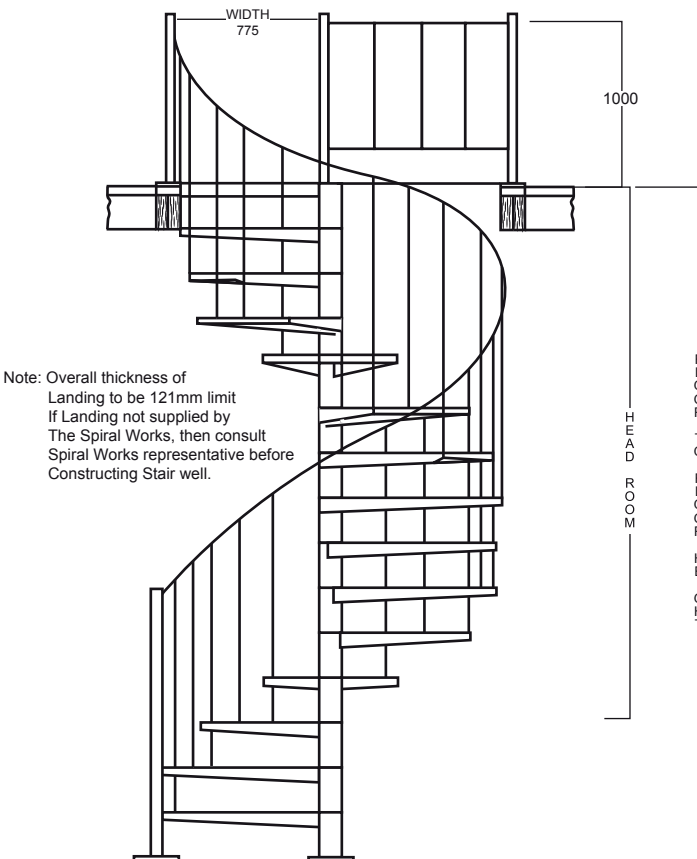 WIDTH
775
1000
Note: Overall thickness of
Landing to be 121mm limit
If Landing not supplied by
The Spiral Works, then consult
Spiral Works representative before
Constructing Stair well.
HEAD ROOM